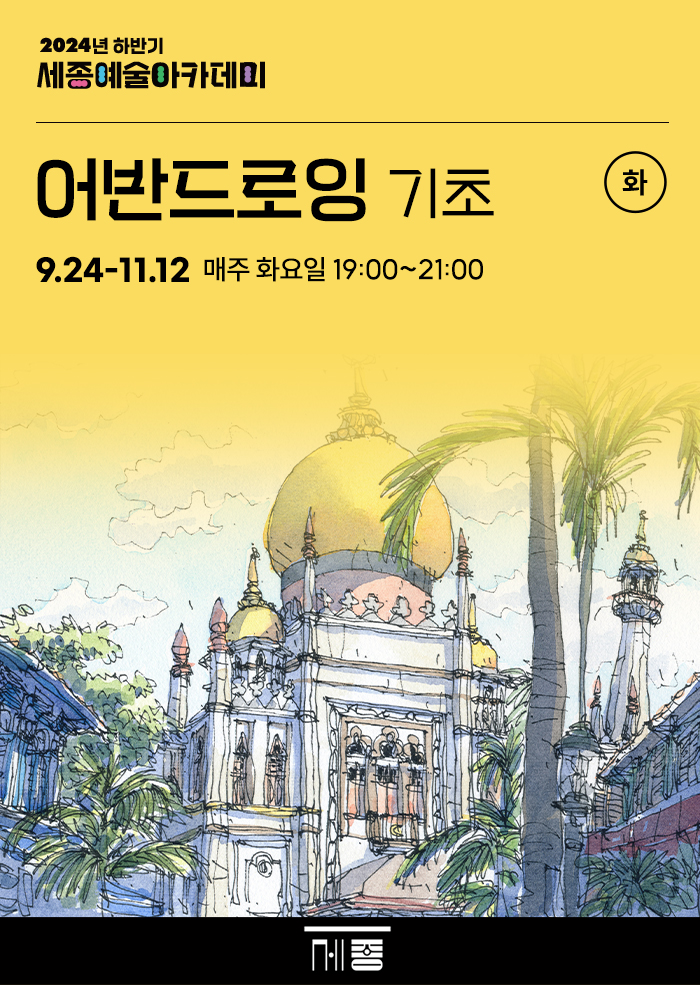 2024년 하반기
세종예술아카데미
어반드로잉 기초
화
9.24-11.12 매주 화요일 19:00~21:00
세종